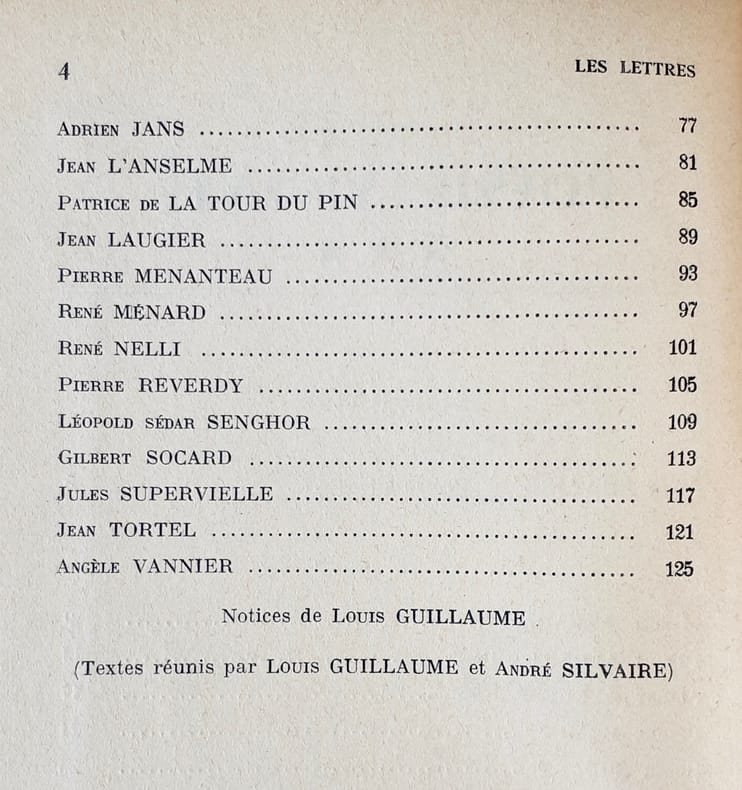 4 LES LETTRES
ADRIEN JANS ........................................ 77
JEAN L'ANSELME ........................................ 81
PATRICE DE LA TOUR DU PIN ........................................ 85
JEAN LAUGIER ........................................ 89
PIERRE MENANTEAU ........................................ 93
RENÉ MÉNARD ........................................ 97
RENÉ NELLI ........................................ 101
PIERRE REVERDY ........................................ 105
LÉOPOLD SÉDAR SENGHOR ........................................ 109
GILBERT SOCARD ........................................ 113
JULES SUPERVIELLE ........................................ 117
JEAN TORTEL ........................................ 121
ANGÈLE VANNIER ........................................ 125
Notices de LOUIS GUILLAUME
(Textes réunis par LOUIS GUILLAUME et ANDRÉ SILVAIRE)